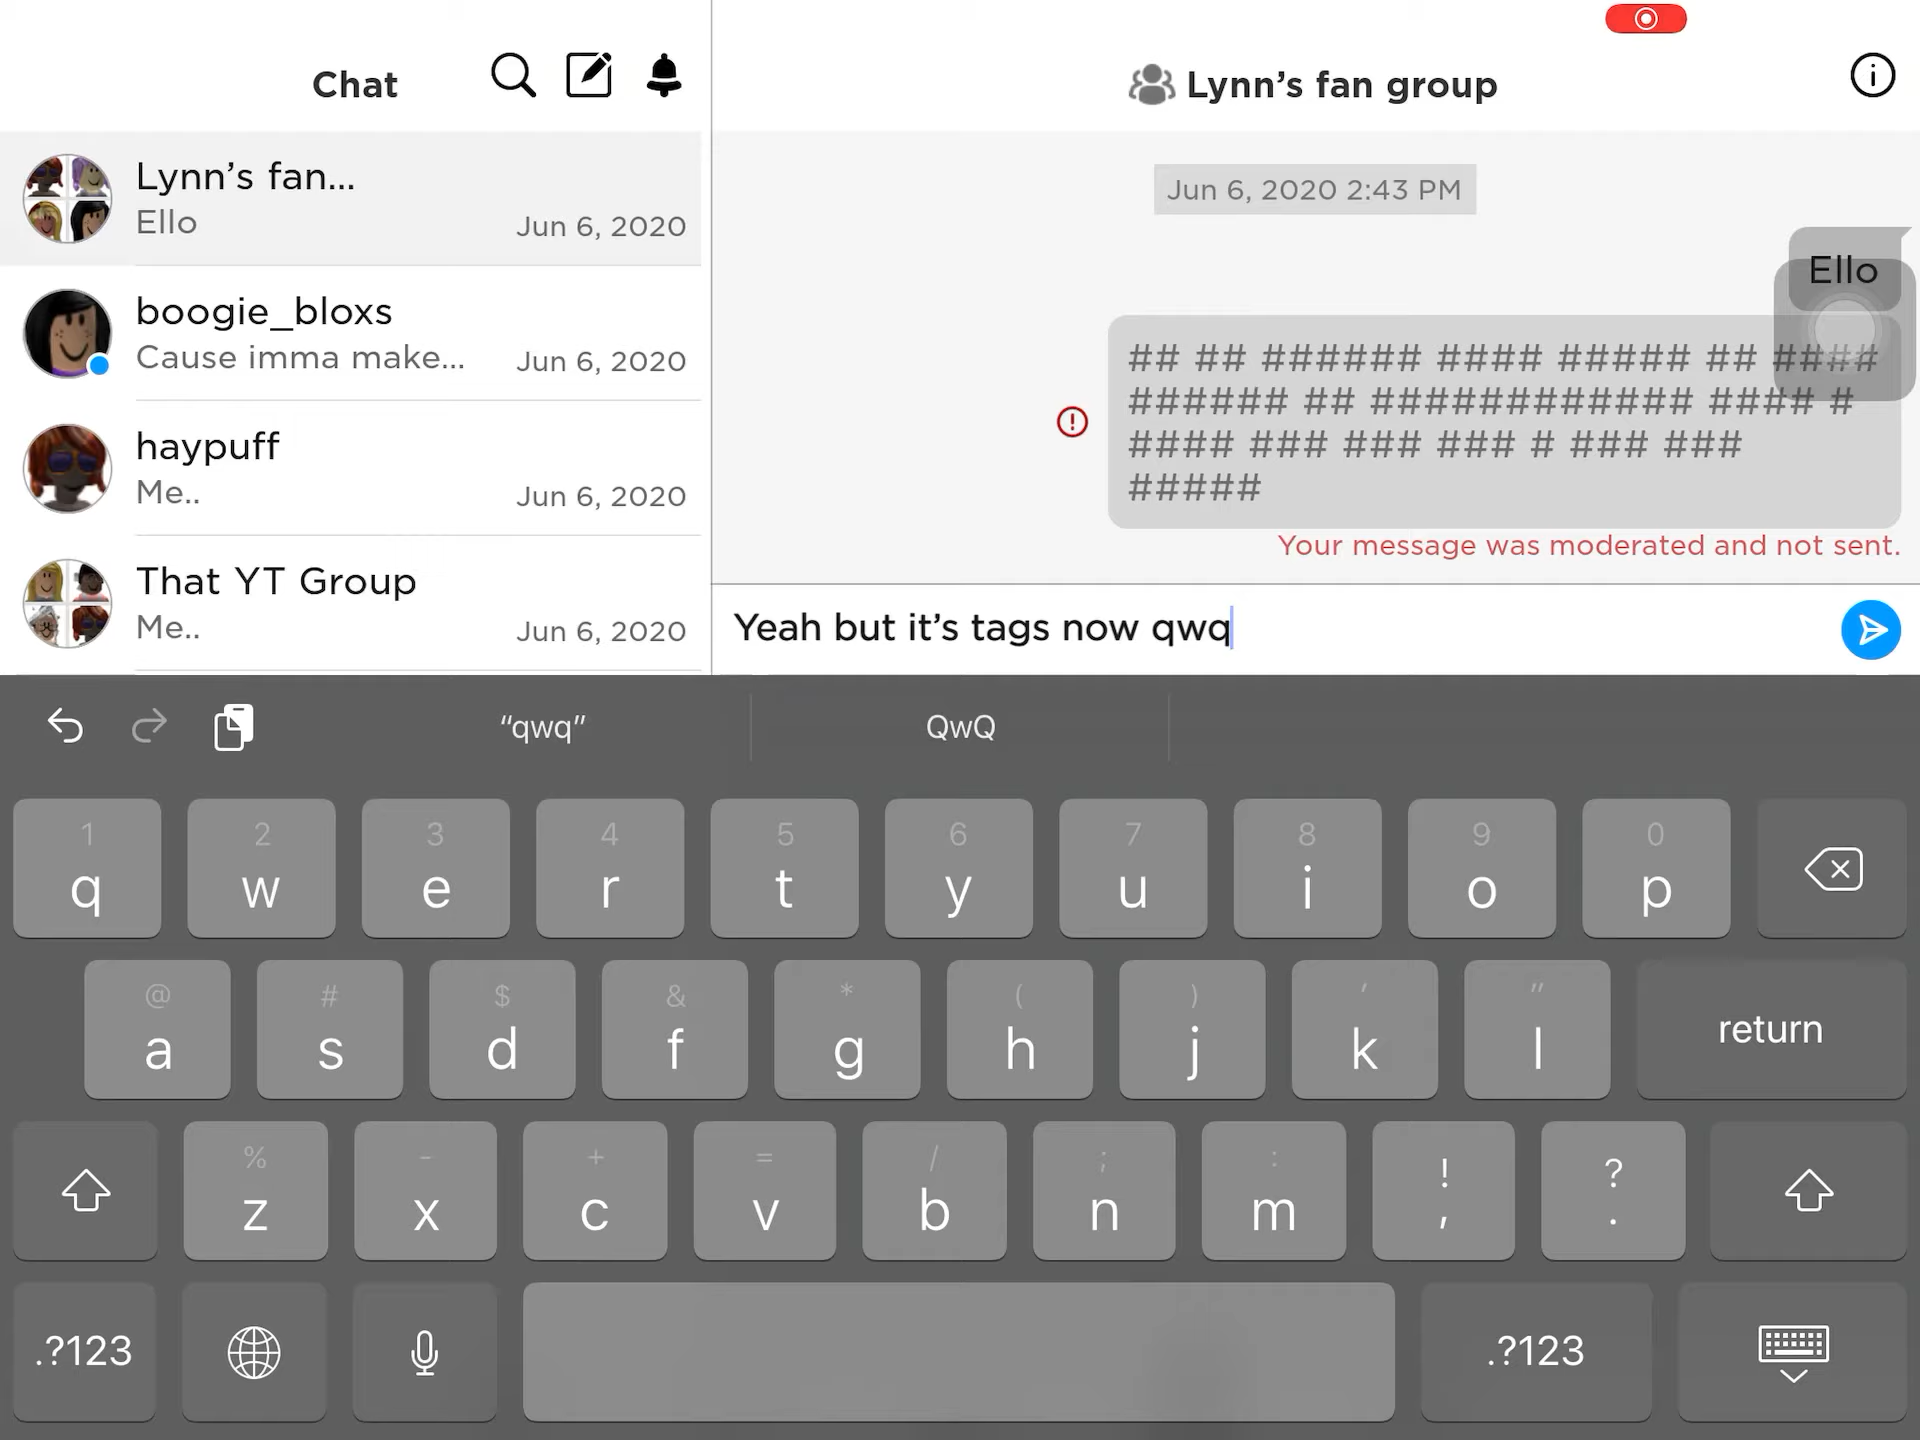 Chat
Lynn’s fan...
Ello
Jun 6, 2020
boogie_bloxs
Cause imma make...
Jun 6, 2020
haypuff
Me..
Jun 6, 2020
That YT Group
Me..
Jun 6, 2020
Lynn’s fan group
Jun 6, 2020 2:43 PM
Ello
## ## ###### #### ##### ## ####
###### ## ############ #### #
#### ### ### ### # ### ###
#####
Your message was moderated and not sent.
Yeah but it’s tags now qwq
“qwq” QwQ
1 2 3 4 5 6 7 8 9 0
q w e r t y u i o p
@ # $ & * ( ) ' "
a s d f g h j k l return
% - + = / ; : ! ?
z x c v b n m , .
.?123 .?123